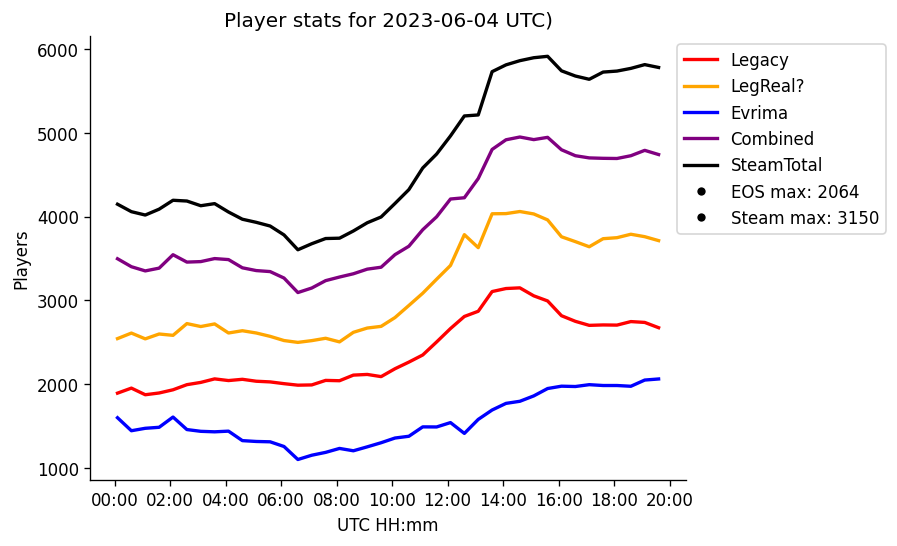 Player stats for 2023-06-04 UTC)
6000
5000
4000
3000
2000
1000
Players
00:00 02:00 04:00 06:00 08:00 10:00 12:00 14:00 16:00 18:00 20:00
UTC HH:mm
Legacy
LegReal?
Evrima
Combined
SteamTotal
EOS max: 2064
Steam max: 3150